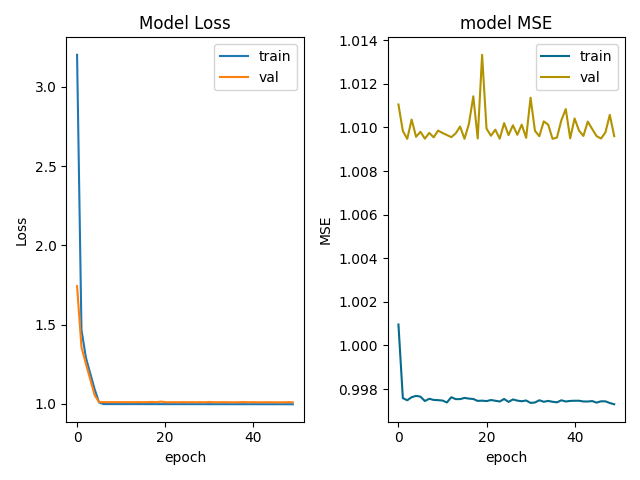 Model Loss
train
val
3.0
2.5
2.0
1.5
1.0
Loss
0
20
40
epoch
model MSE
train
val
1.014
1.012
1.010
1.008
1.006
1.004
1.002
1.000
0.998
MSE
0
20
40
epoch